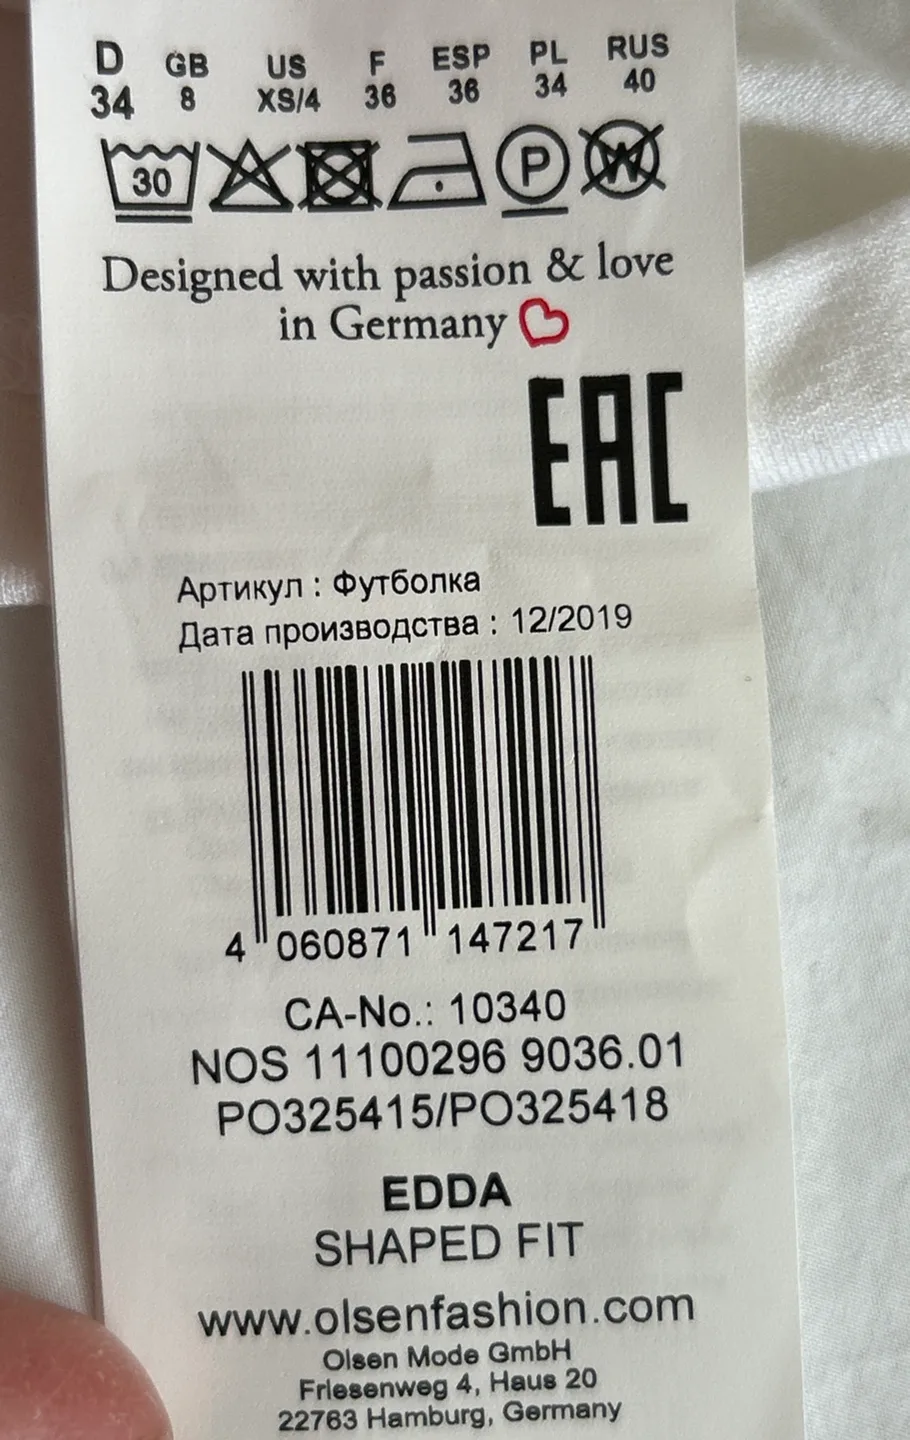 D GB US F ESP PL RUS
34 8 XS/4 36 36 34 40
30 P W
Designed with passion & love
in Germany
EAC
Артикул : Футболка
Дата производства : 12/2019
4 060871 147217
CA-No.: 10340
NOS 11100296 9036.01
PO325415/PO325418
EDDA
SHAPED FIT
www.olsenfashion.com
Olsen Mode GmbH
Friesenweg 4, Haus 20
22763 Hamburg, Germany